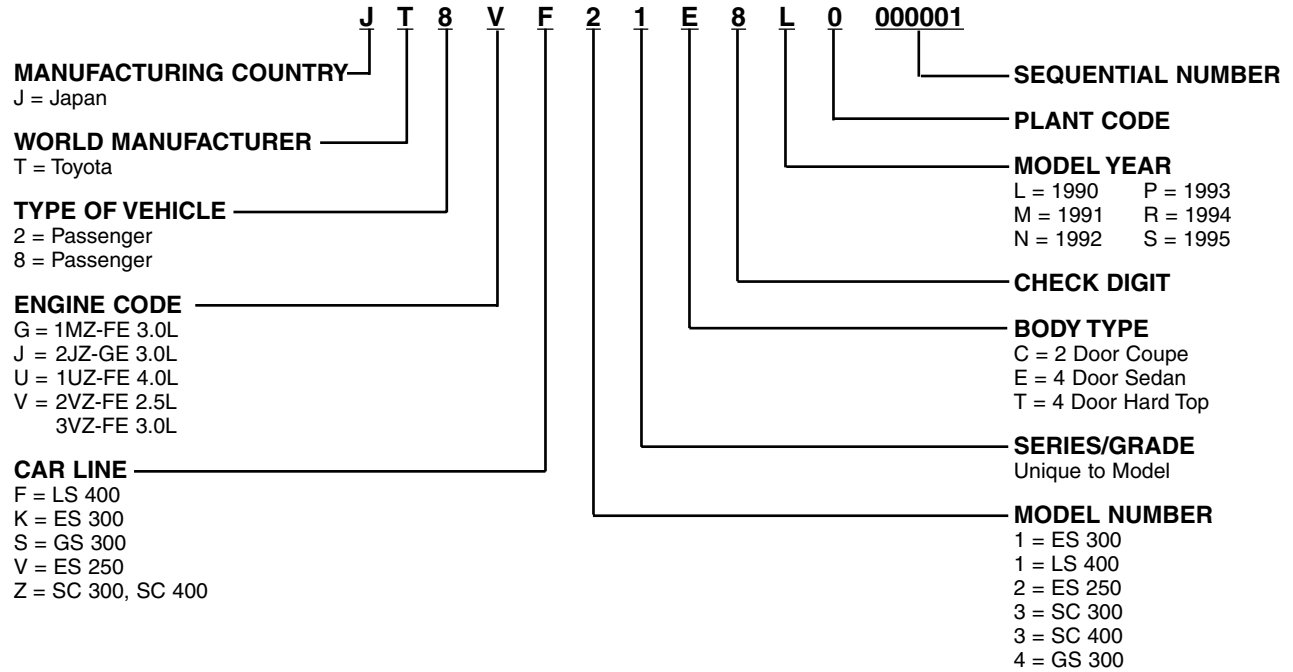 J T 8 V F 2 1 E 8 L 0 000001
MANUFACTURING COUNTRY
J = Japan
WORLD MANUFACTURER
T = Toyota
TYPE OF VEHICLE
2 = Passenger
8 = Passenger
ENGINE CODE
G = 1MZ-FE 3.0L
J = 2JZ-GE 3.0L
U = 1UZ-FE 4.0L
V = 2VZ-FE 2.5L
3VZ-FE 3.0L
CAR LINE
F = LS 400
K = ES 300
S = GS 300
V = ES 250
Z = SC 300, SC 400
SEQUENTIAL NUMBER
PLANT CODE
MODEL YEAR
L = 1990 P = 1993
M = 1991 R = 1994
N = 1992 S = 1995
CHECK DIGIT
BODY TYPE
C = 2 Door Coupe
E = 4 Door Sedan
T = 4 Door Hard Top
SERIES/GRADE
Unique to Model
MODEL NUMBER
1 = ES 300
1 = LS 400
2 = ES 250
3 = SC 300
3 = SC 400
4 = GS 300